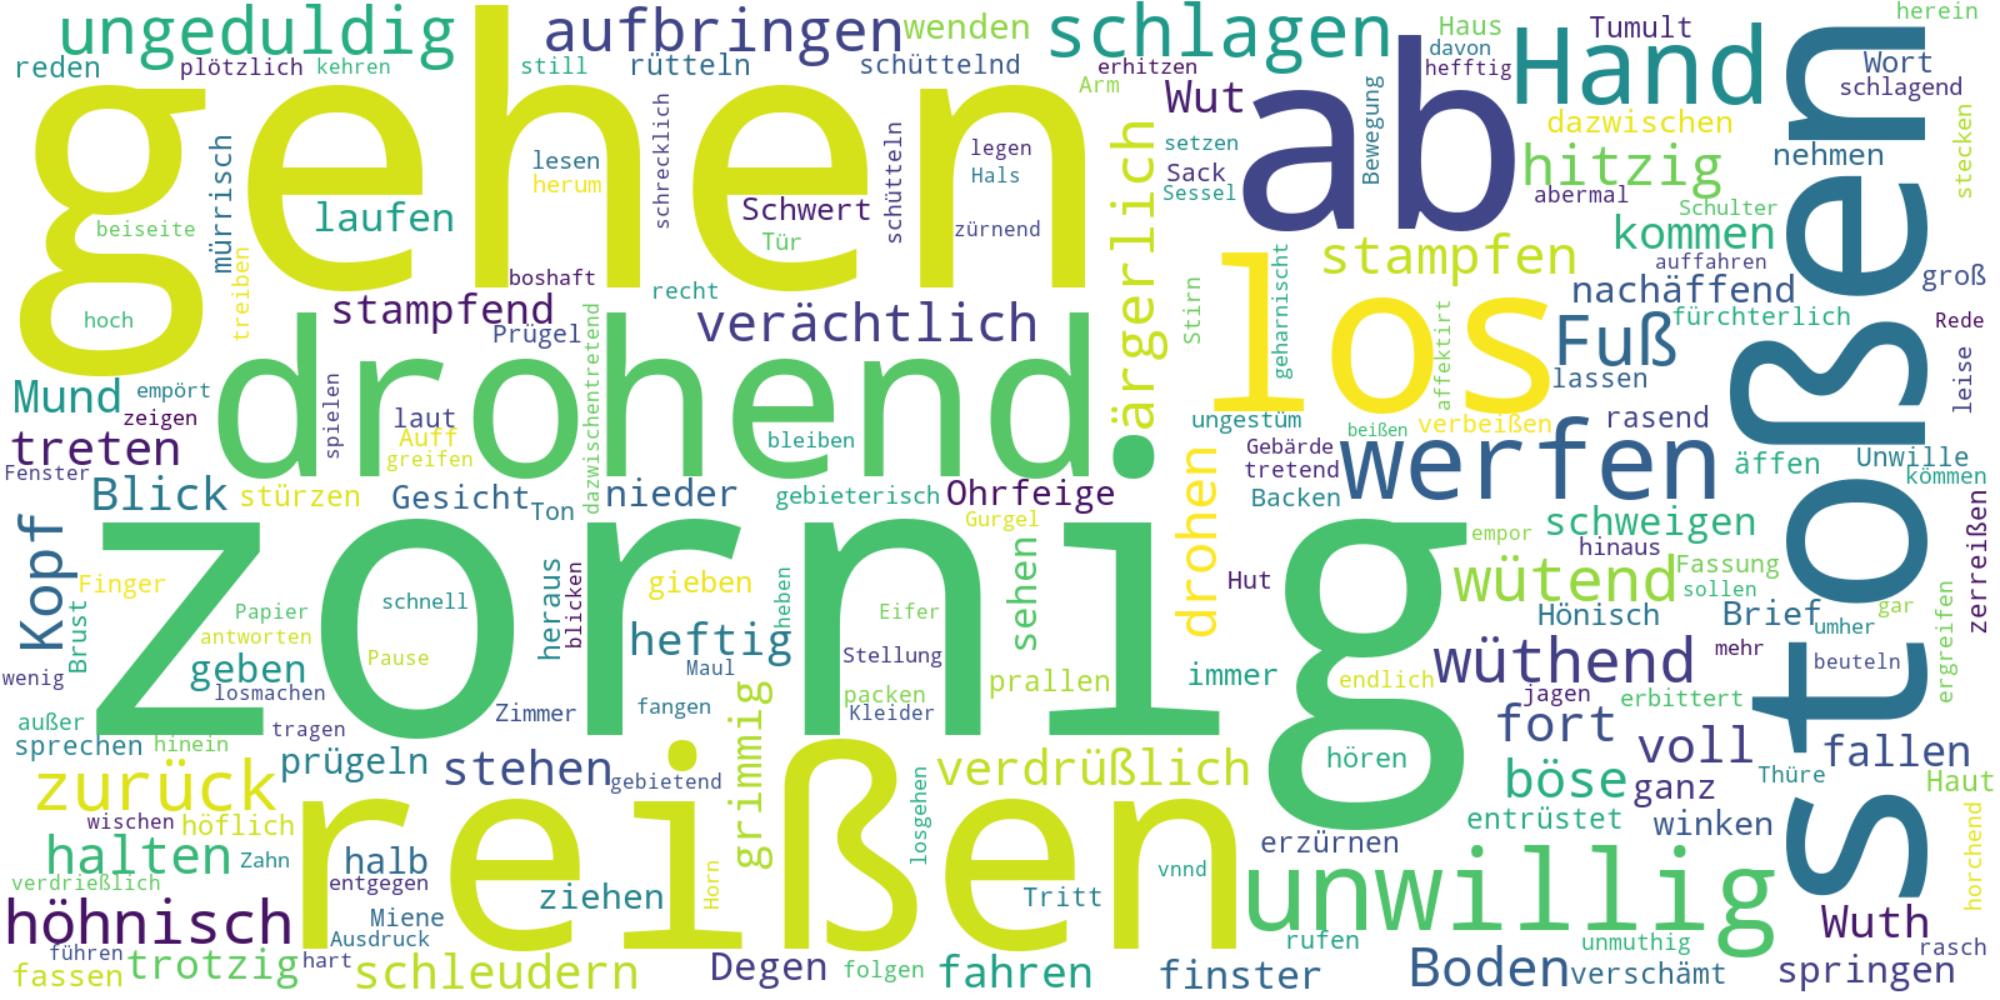 ungeduldig
aufbringen
wenden
schlagen
Haus
Tumult
herein
reden
plötzlich
kehren
still
rütteln
schüttelnd
erhitzen
davon
hefftig
Hand
Wort
schlagend
gehen
Arm
Wut
ab
Bewegung
dazwischen
stoßen
stecken
mürrisch
lesen
herum
schrecklich
schütteln
legen
Hals
setzen
Sack
Sessel
hitzig
nehmen
abermal
laufen
Schwert
Tür
zürnend
ärgerlich
Schulter
kommen
beiseite
treiben
boshaft
recht
stampfen
auffahren
groß
hoch
stampfend
Prügel
verächtlich
Stirn
geharnischt
los
nachäffend
fürchterlich
Rede
drohend
dazwischentretend
affektirt
Fuß
lassen
leise
Mund
empört
zeigen
spielen
laut
Auff
greifen
bleiben
.
ungestüm
beißen
verbeißen
rasend
treten
Fenster
Gebärde
tretend
Backen
werfen
äffen
Unwille
kömmen
Blick
stürzen
Gesicht
Ton
nieder
gebieterisch
Ohrfeige
drohen
Gurgel
empor
schweigen
hinaus
zerreißen
Kopf
zornig
Finger
Brust
schnell
heraus
blicken
gieben
heben
sehen
Hut
wütend
Fassung
sollen
Papier
antworten
Pause
Eifer
Hönisch
Brief
gar
umher
ergreifen
heftig
Maul
Stellung
wenig
geben
losmachen
packen
Kleider
prallen
immer
endlich
wüthend
mehr
beuteln
jagen
erbittert
außer
tragen
Zimmer
fangen
fort
voll
fallen
sprechen
hinein
prügeln
stehen
gebietend
grimmig
verdrüßlich
hören
böse
ganz
Thüre
Haut
zurück
wischen
höflich
reißen
losgehen
entrüstet
winken
horchend
halten
Zahn
halb
entgegen
erzürnen
verdrießlich
ziehen
Horn
vnnd
Tritt
unwillig
höhnisch
Miene
Ausdruck
Wuth
führen
hart
rufen
unmuthig
rasch
fassen
trotzig
schleudern
Degen
folgen
fahren
finster
Boden
verschämt
springen